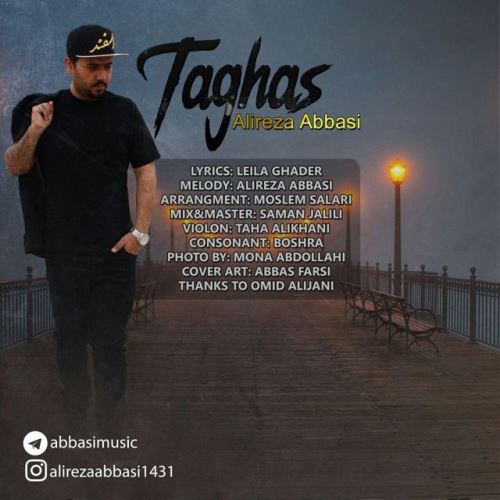 Taghas
Alireza Abbasi
LYRICS: LEILA GHADER
MELODY: ALIREZA ABBASI
ARRANGMENT: MOSLEM SALARI
MIX&MASTER: SAMAN JALILI
VIOLON: TAHA ALIKHANI
CONSONANT: BOSHRA
PHOTO BY: MONA ABDOLLAHI
COVER ART: ABBAS FARSI
THANKS TO OMID ALIJANI
abbasimusic
alirezaabbasi1431